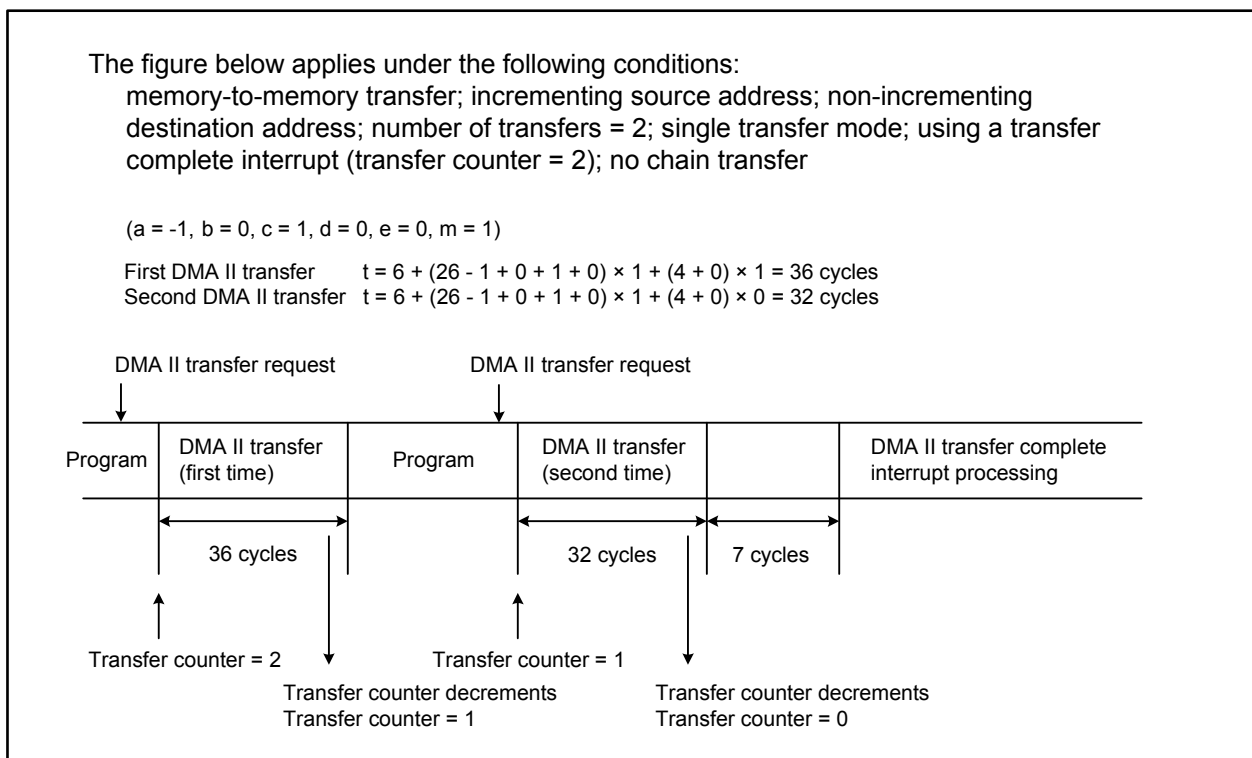 The figure below applies under the following conditions:
memory-to-memory transfer; incrementing source address; non-incrementing
destination address; number of transfers = 2; single transfer mode; using a transfer
complete interrupt (transfer counter = 2); no chain transfer
(a = -1, b = 0, c = 1, d = 0, e = 0, m = 1)
First DMA II transfer t = 6 + (26 - 1 + 0 + 1 + 0) × 1 + (4 + 0) × 1 = 36 cycles
Second DMA II transfer t = 6 + (26 - 1 + 0 + 1 + 0) × 1 + (4 + 0) × 0 = 32 cycles
DMA II transfer request
DMA II transfer request
Program
DMA II transfer
(first time)
Program
DMA II transfer
(second time)
DMA II transfer complete
interrupt processing
36 cycles
32 cycles
7 cycles
Transfer counter = 2
Transfer counter = 1
Transfer counter decrements
Transfer counter = 1
Transfer counter decrements
Transfer counter = 0